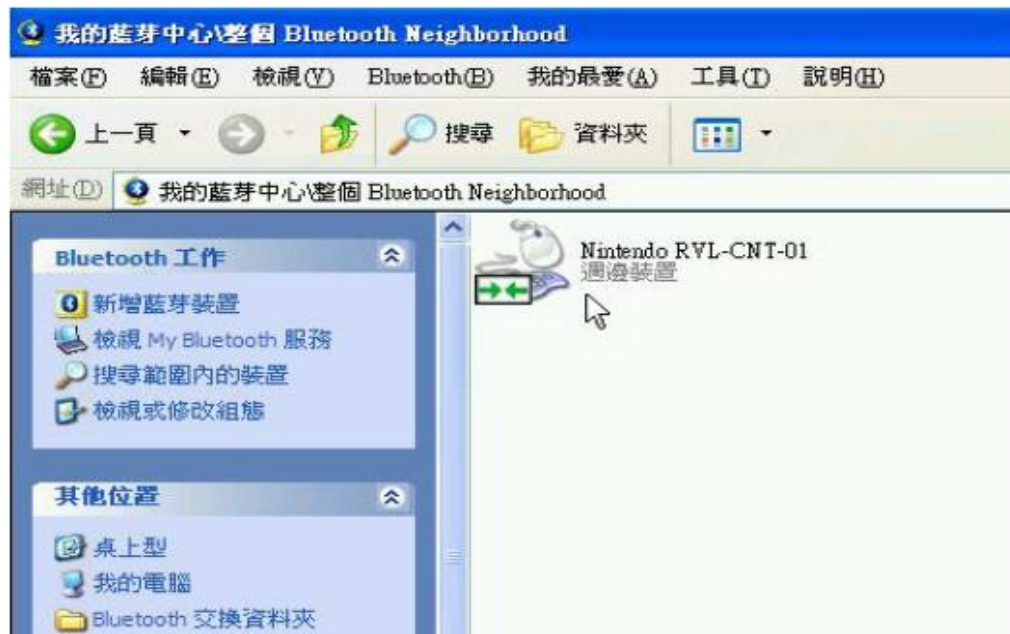 我的藍芽中心\整個 Bluetooth Neighborhood
檔案(F) 編輯(E) 檢視(V) Bluetooth(B) 我的最愛(A) 工具(T) 說明(H)
上一頁 搜尋 資料夾
網址(D) 我的藍芽中心\整個 Bluetooth Neighborhood
Bluetooth 工作
新增藍芽裝置
檢視 My Bluetooth 服務
搜尋範圍內的裝置
檢視或修改組態
其他位置
桌上型
我的電腦
Bluetooth 交換資料夾
Nintendo RVL-CNT-01
週邊裝置